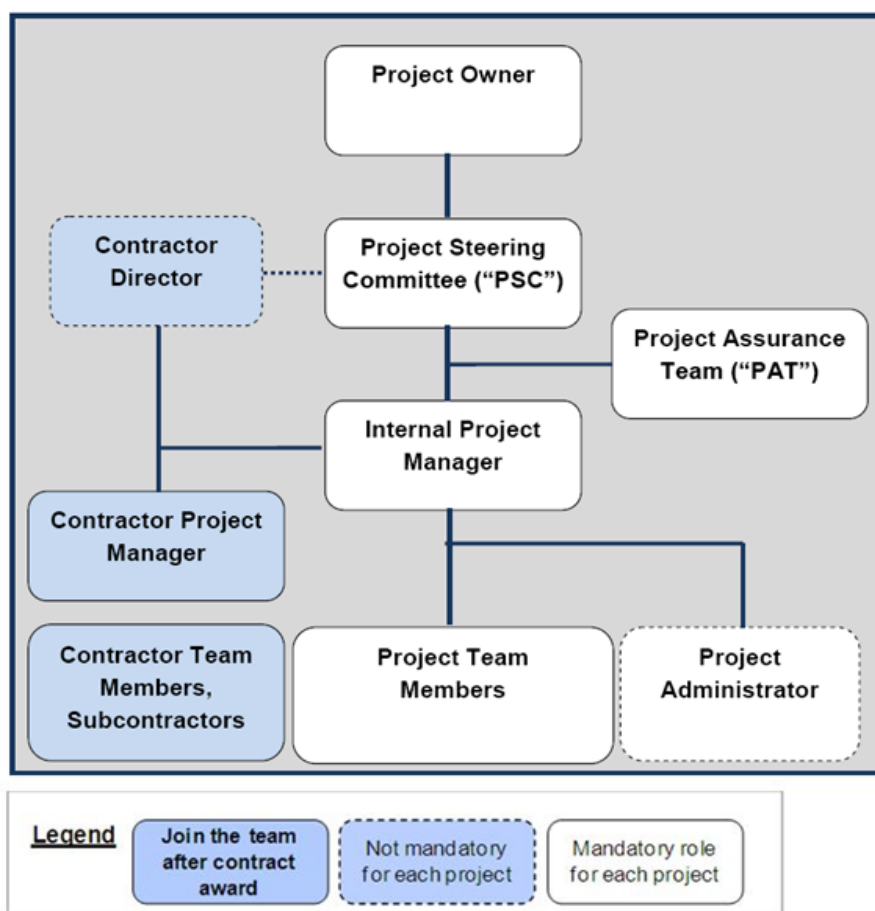 Project Owner
Contractor
Director
Project Steering
Committee (“PSC”)
Project Assurance
Team (“PAT”)
Internal Project
Manager
Contractor Project
Manager
Contractor Team
Members,
Subcontractors
Project Team
Members
Project
Administrator
Legend
Join the team
after contract
award
Not mandatory
for each project
Mandatory role
for each project